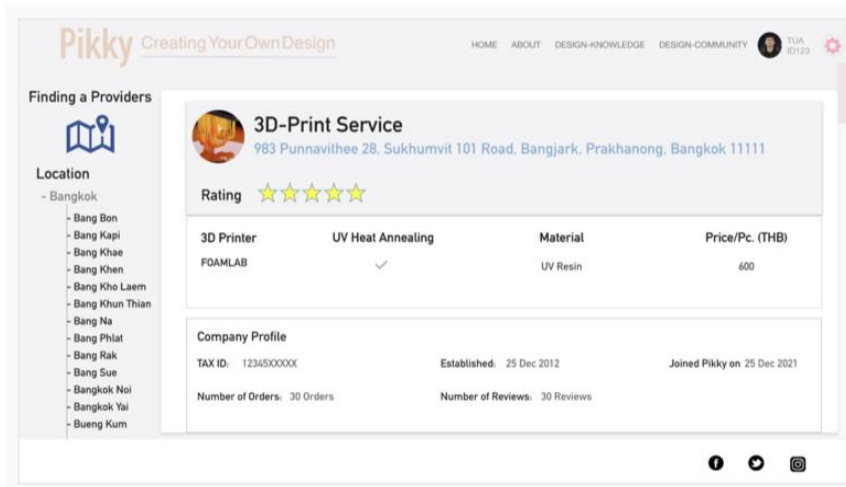 Pikky Creating Your Own Design
HOME ABOUT DESIGN-KNOWLEDGE DESIGN-COMMUNITY TUA
ID123
Finding a Providers
Location
- Bangkok
- Bang Bon
- Bang Kapi
- Bang Khae
- Bang Khen
- Bang Kho Laem
- Bang Khun Thian
- Bang Na
- Bang Phlat
- Bang Rak
- Bang Sue
- Bangkok Noi
- Bangkok Yai
- Bueng Kum
3D-Print Service
983 Punnavithee 28, Sukhumvit 101 Road, Bangjark, Prakhanong, Bangkok 11111
Rating
3D Printer UV Heat Annealing Material Price/Pc. (THB)
FOAMLAB UV Resin 600
Company Profile
TAX ID: 12345XXXXX Established: 25 Dec 2012 Joined Pikky on 25 Dec 2021
Number of Orders: 30 Orders Number of Reviews: 30 Reviews